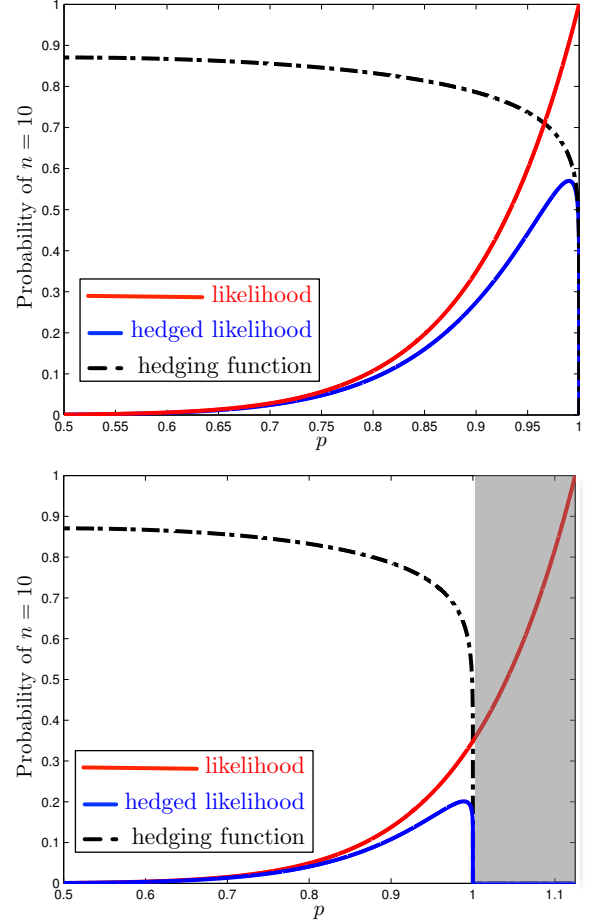 1
0.9
0.8
0.7
0.6
0.5
0.4
0.3
0.2
0.1
0
Probability of n = 10
likelihood
hedged likelihood
hedging function
0.5 0.55 0.6 0.65 0.7 0.75 0.8 0.85 0.9 0.95 1
p
1
0.9
0.8
0.7
0.6
0.5
0.4
0.3
0.2
0.1
0
Probability of n = 10
likelihood
hedged likelihood
hedging function
0.5 0.6 0.7 0.8 0.9 1 1.1
p